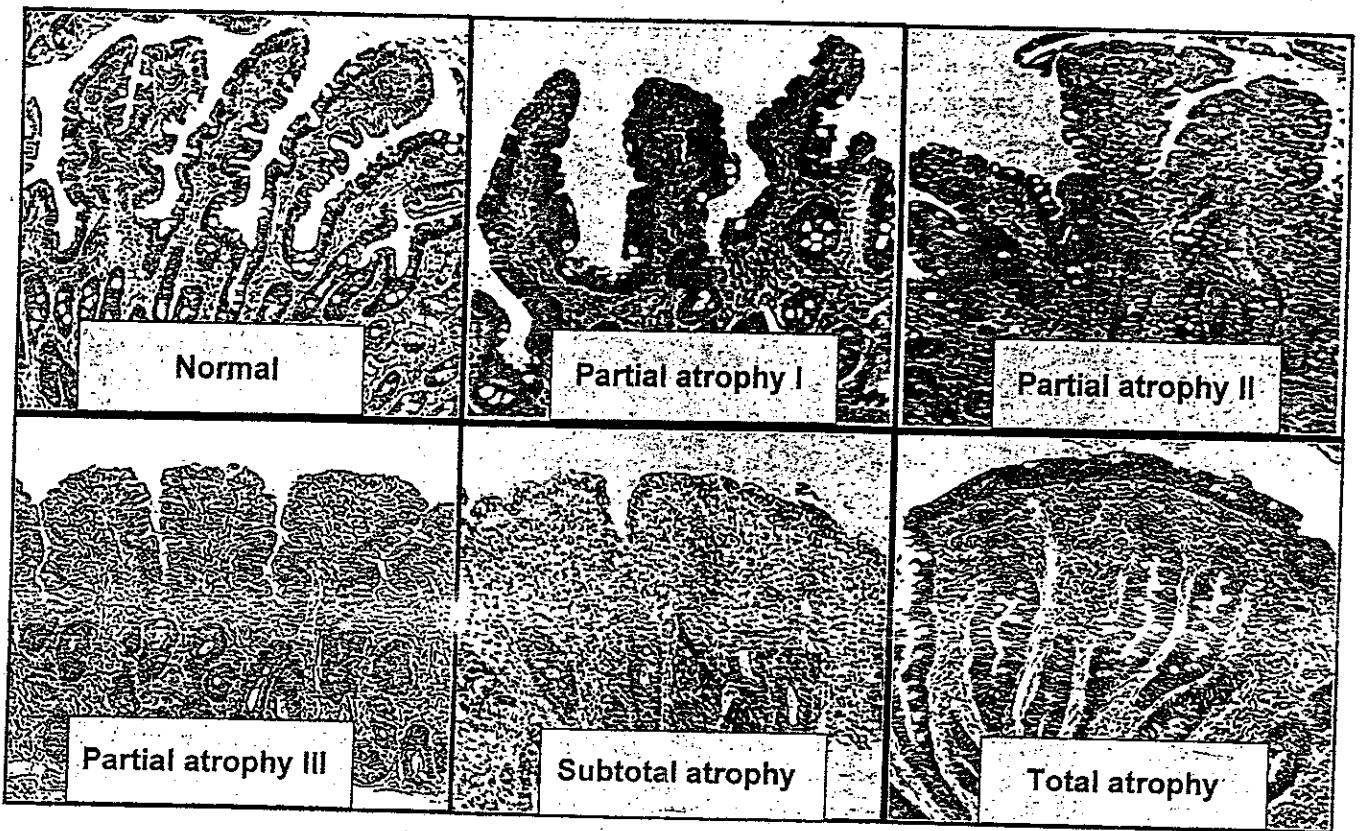 Normal
Partial atrophy I
Partial atrophy II
Partial atrophy III
Subtotal atrophy
Total atrophy